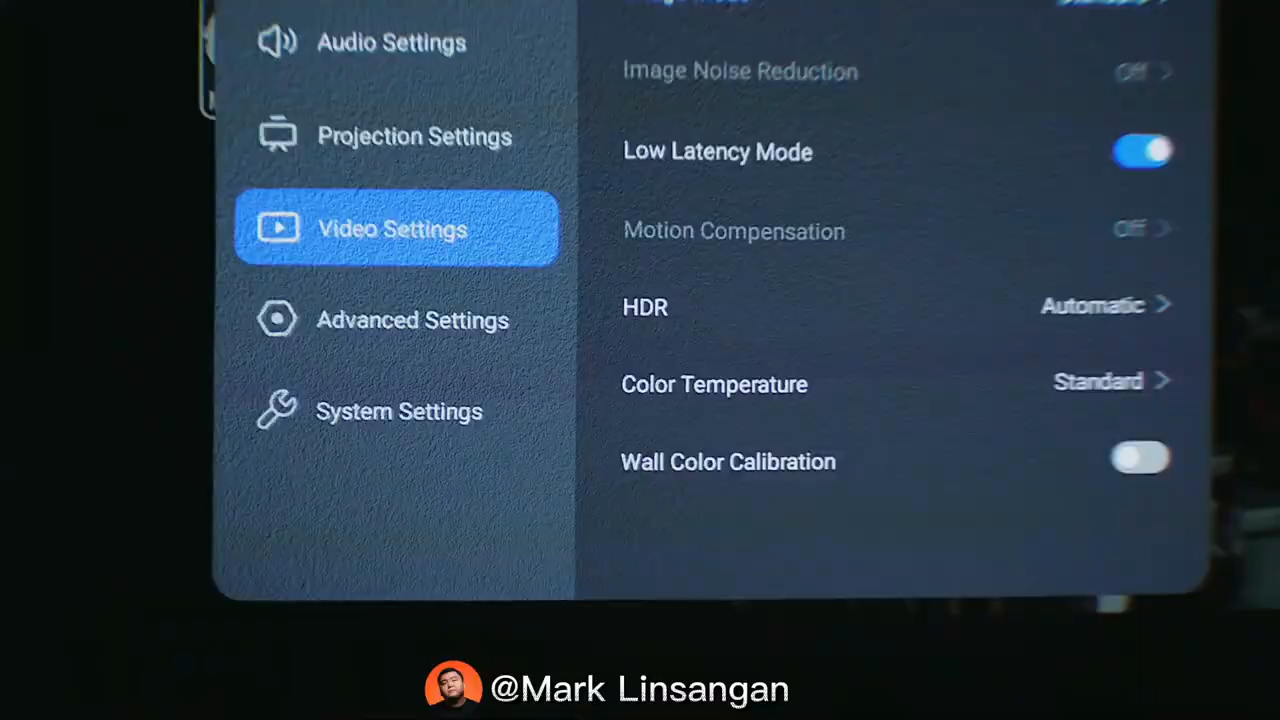 Audio Settings
Projection Settings
Video Settings
Advanced Settings
System Settings
Image Noise Reduction Off
Low Latency Mode
Motion Compensation Off
HDR Automatic
Color Temperature Standard
Wall Color Calibration
@Mark Linsangan